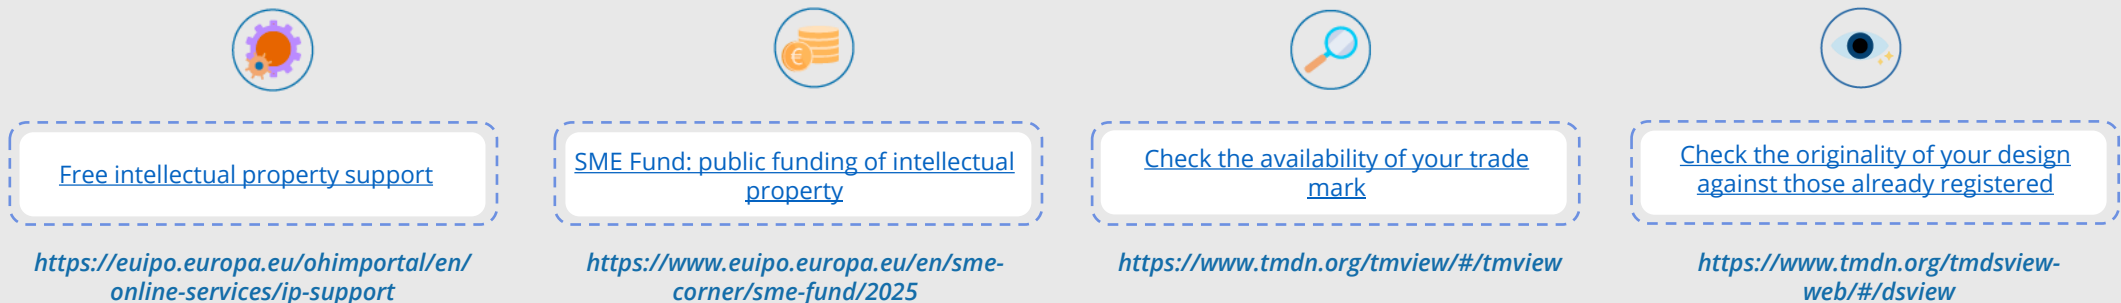 Free intellectual property support
https://euipo.europa.eu/ohimportal/en/
online-services/ip-support
SME Fund: public funding of intellectual
property
https://www.euipo.europa.eu/en/sme-
corner/sme-fund/2025
Check the availability of your trade
mark
https://www.tmdn.org/tmview/#/tmview
Check the originality of your design
against those already registered
https://www.tmdn.org/tmdsview-
web/#/dsview